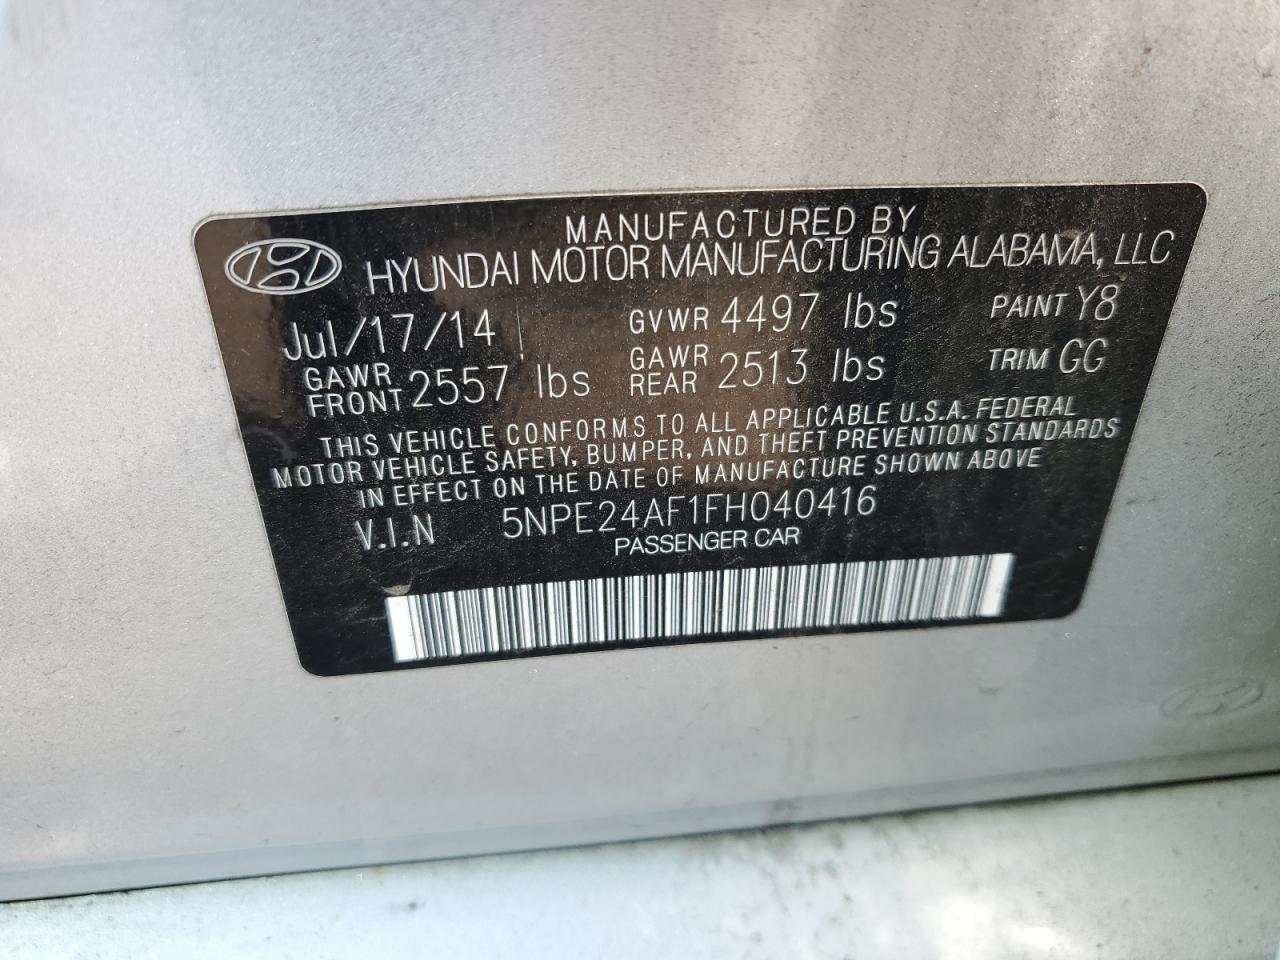 MANUFACTURED BY
HYUNDAI MOTOR MANUFACTURING ALABAMA, LLC
Jul/17/14 GVWR 4497 lbs PAINT Y8
GAWR FRONT 2557 lbs GAWR REAR 2513 lbs TRIM GG
THIS VEHICLE CONFORMS TO ALL APPLICABLE U.S.A. FEDERAL
MOTOR VEHICLE SAFETY, BUMPER, AND THEFT PREVENTION STANDARDS
IN EFFECT ON THE DATE OF MANUFACTURE SHOWN ABOVE
V.I.N 5NPE24AF1FH040416
PASSENGER CAR